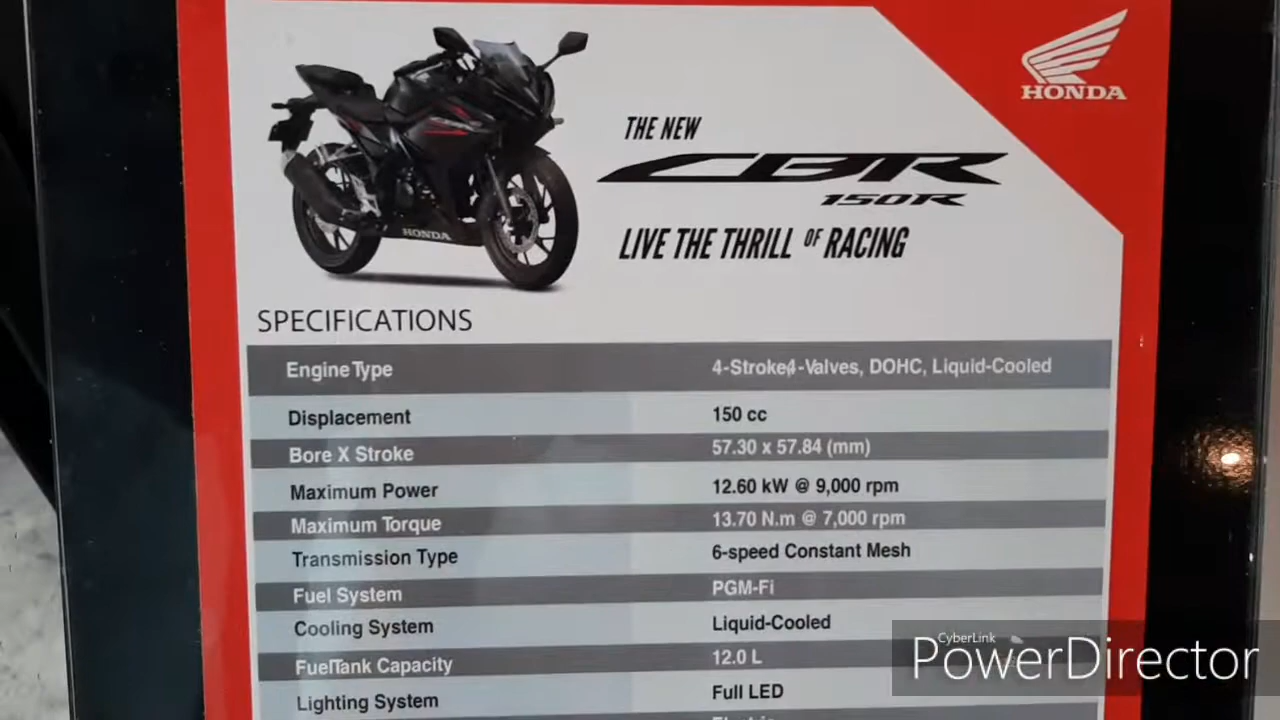 HONDA
THE NEW
CBR
150R
LIVE THE THRILL OF RACING
HONDA
SPECIFICATIONS
Engine Type 4-Stroke,4-Valves, DOHC, Liquid-Cooled
Displacement 150 cc
Bore X Stroke 57.30 x 57.84 (mm)
Maximum Power 12.60 kW @ 9,000 rpm
Maximum Torque 13.70 N.m @ 7,000 rpm
Transmission Type 6-speed Constant Mesh
Fuel System PGM-Fi
Cooling System Liquid-Cooled
Fuel Tank Capacity 12.0 L
Lighting System Full LED
CyberLink
PowerDirector